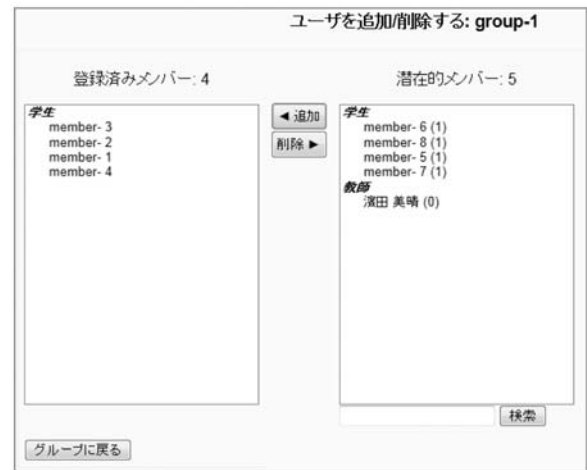 ユーザを追加/削除する: group-1
登録済みメンバー: 4
学生
member- 3
member- 2
member- 1
member- 4
◄ 追加
削除 ►
潜在的メンバー: 5
学生
member- 6 (1)
member- 8 (1)
member- 5 (1)
member- 7 (1)
教師
濱田 美晴 (0)
検索
グループに戻る